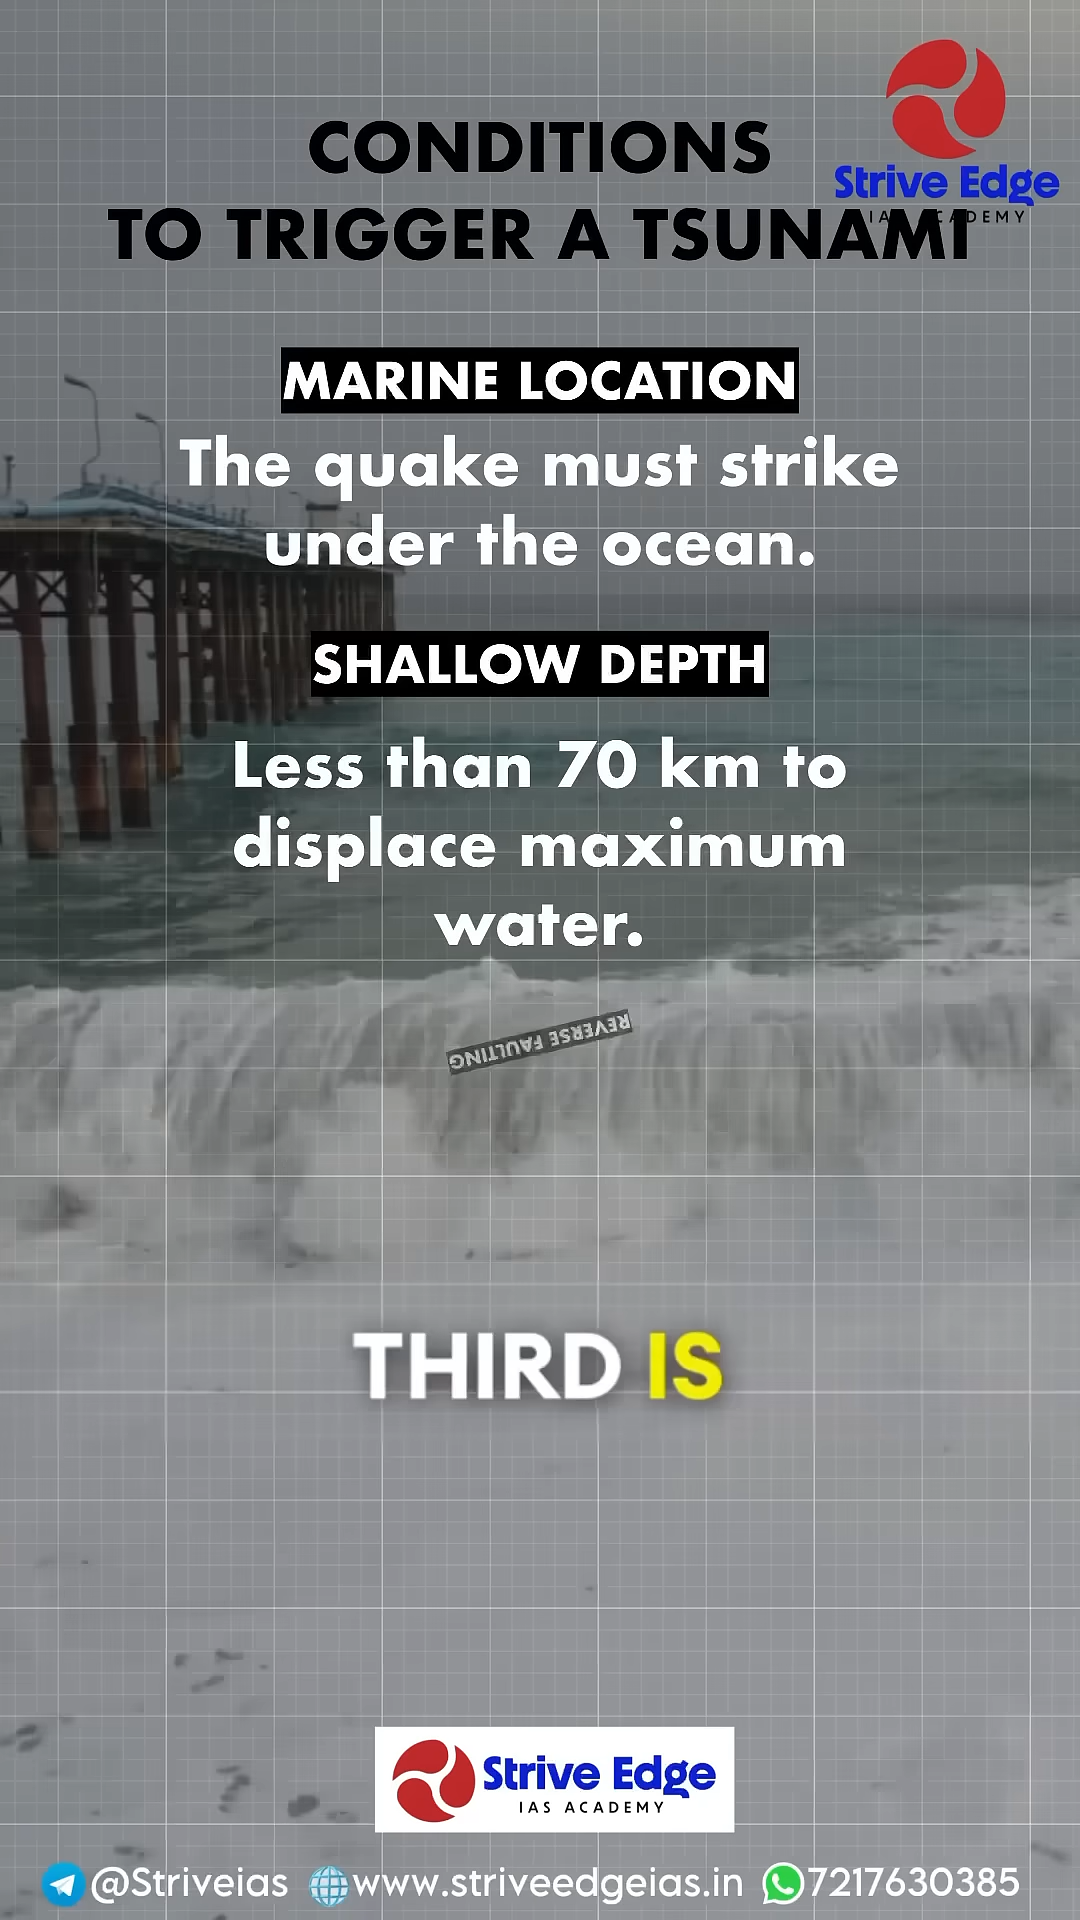 CONDITIONS
TO TRIGGER A TSUNAMI
Strive Edge
IAS ACADEMY
MARINE LOCATION
The quake must strike
under the ocean.
SHALLOW DEPTH
Less than 70 km to
displace maximum
water.
REVERSE FAULTING
THIRD IS
Strive Edge
IAS ACADEMY
@Striveias www.striveedgeias.in 7217630385